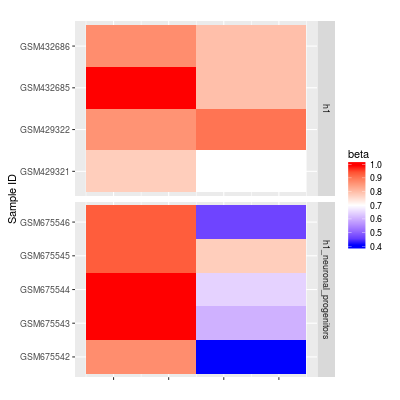 GSM432686
GSM432685
GSM429322
GSM429321
h1
GSM675546
GSM675545
GSM675544
GSM675543
GSM675542
h1_neuronal_progenitors
Sample ID
beta
1.0
0.9
0.8
0.7
0.6
0.5
0.4